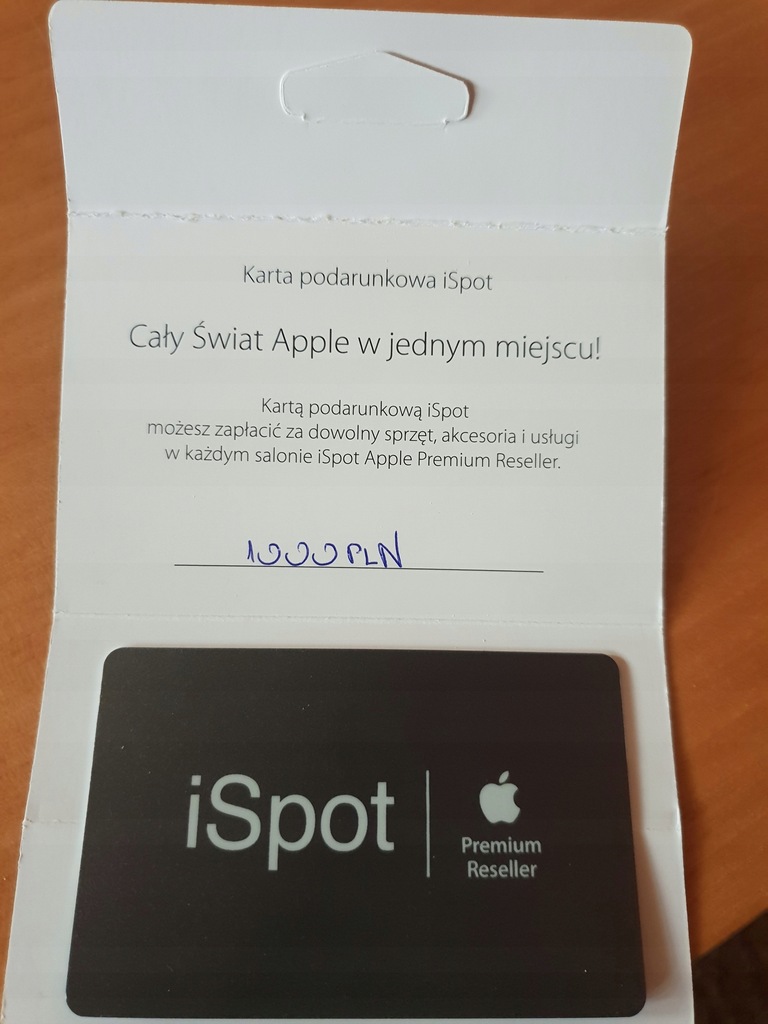 Karta podarunkowa iSpot
Cały Świat Apple w jednym miejscu!
Kartą podarunkową iSpot
możesz zapłacić za dowolny sprzęt, akcesoria i usługi
w każdym salonie iSpot Apple Premium Reseller.
1000 PLN
iSpot
Premium
Reseller